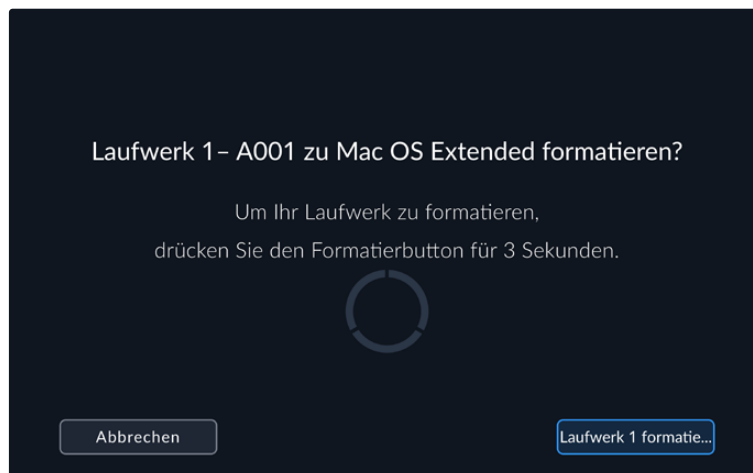 Laufwerk 1– A001 zu Mac OS Extended formatieren?
Um Ihr Laufwerk zu formatieren,
drücken Sie den Formatierbutton für 3 Sekunden.
Abbrechen
Laufwerk 1 formatie...